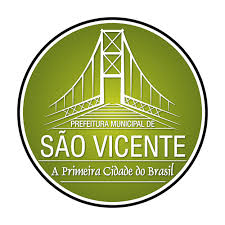 PREFEITURA MUNICIPAL DE
SÃO VICENTE
A Primeira Cidade do Brasil